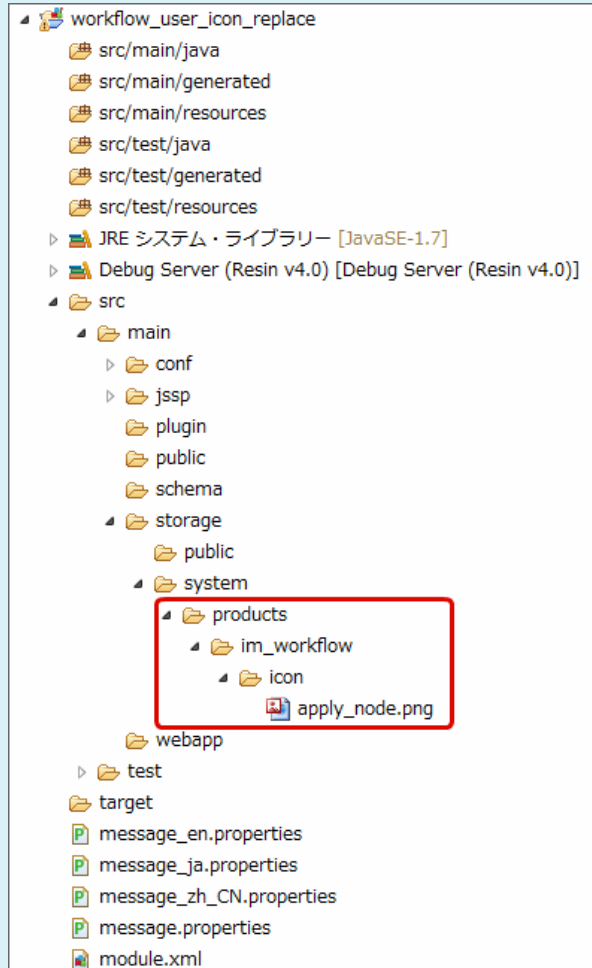 workflow_user_icon_replace
src/main/java
src/main/generated
src/main/resources
src/test/java
src/test/generated
src/test/resources
JRE システム・ライブラリー [JavaSE-1.7]
Debug Server (Resin v4.0) [Debug Server (Resin v4.0)]
src
main
conf
jssp
plugin
public
schema
storage
public
system
products
im_workflow
icon
apply_node.png
webapp
test
target
message_en.properties
message_ja.properties
message_zh_CN.properties
message.properties
module.xml